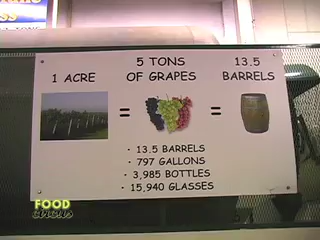 1 ACRE
5 TONS
OF GRAPES
13.5
BARRELS
=
=
· 13.5 BARRELS
· 797 GALLONS
· 3,985 BOTTLES
· 15,940 GLASSES
FOOD
circus